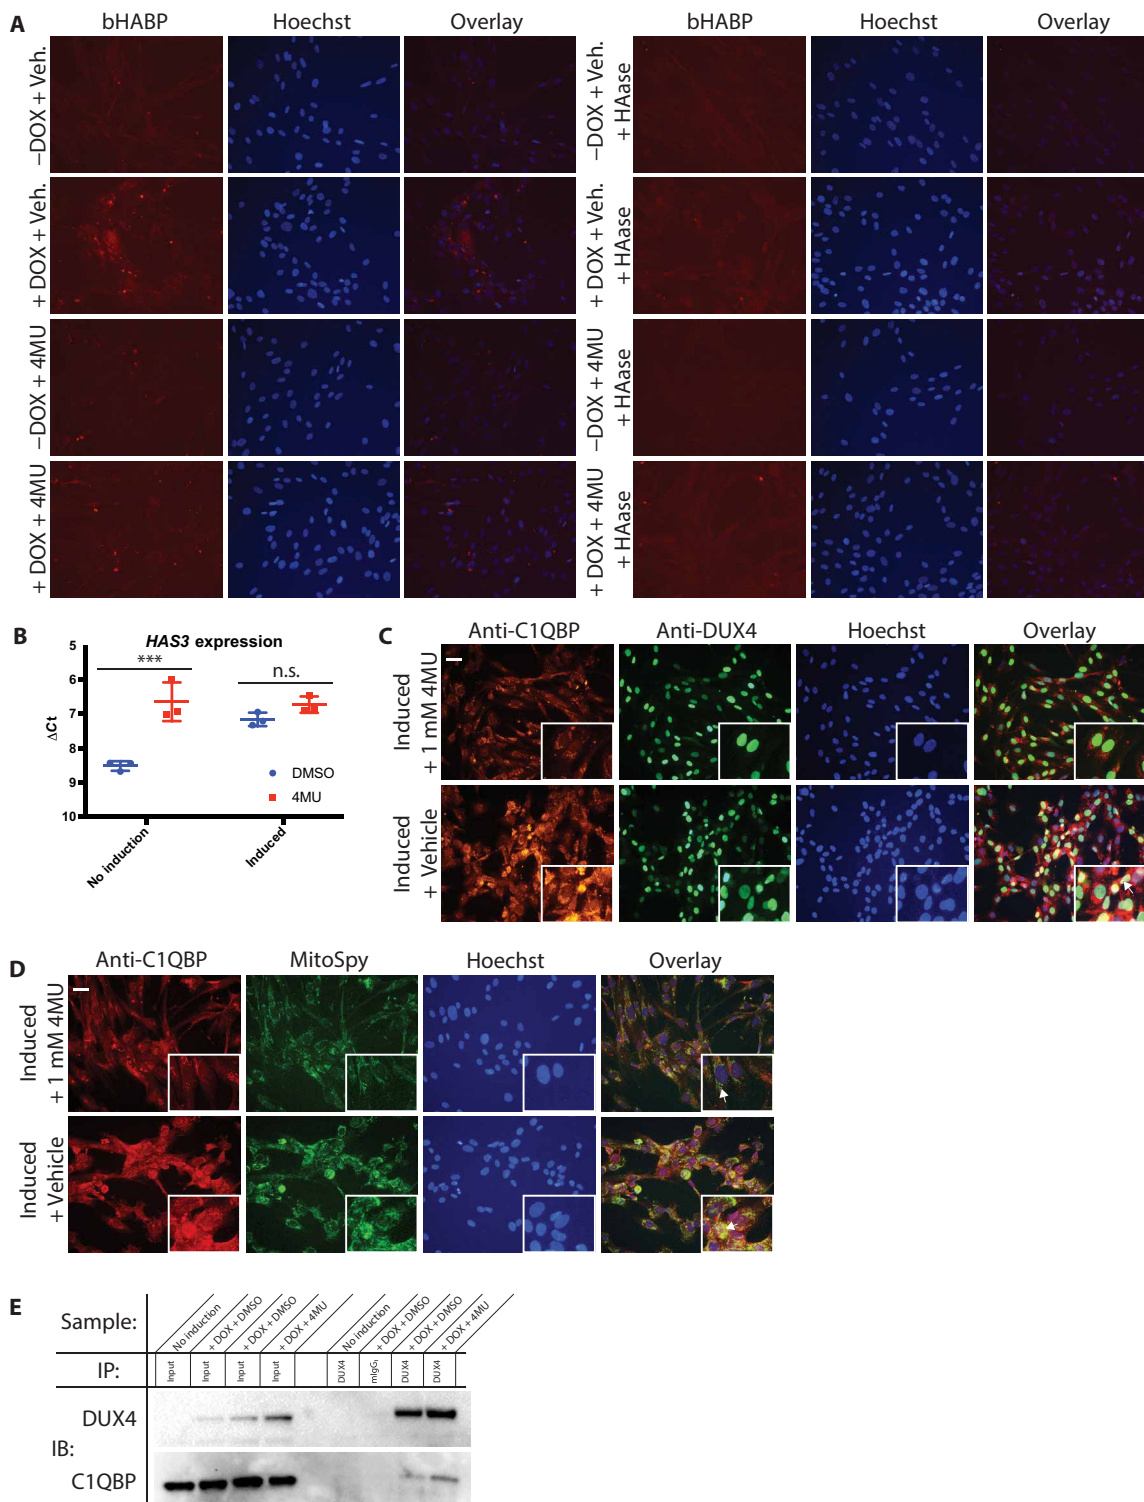 A
bHABP Hoechst Overlay bHABP Hoechst Overlay
−DOX + Veh.
+ DOX + Veh.
−DOX + 4MU
+ DOX + 4MU
−DOX + Veh.
+ HAase
+ DOX + Veh.
+ HAase
−DOX + 4MU
+ HAase
+ DOX + 4MU
+ HAase
B
HAS3 expression
ΔCt
5
6
7
8
9
10
***
n.s.
DMSO
4MU
No induction
Induced
C
Anti-C1QBP Anti-DUX4 Hoechst Overlay
Induced
+ 1 mM 4MU
Induced
+ Vehicle
D
Anti-C1QBP MitoSpy Hoechst Overlay
Induced
+ 1 mM 4MU
Induced
+ Vehicle
E
Sample:
No induction
+ DOX + DMSO
+ DOX + DMSO
+ DOX + 4MU
No induction
+ DOX + DMSO
+ DOX + DMSO
+ DOX + 4MU
IP:
Input
Input
Input
Input
DUX4
mIgG1
DUX4
DUX4
DUX4
IB:
C1QBP